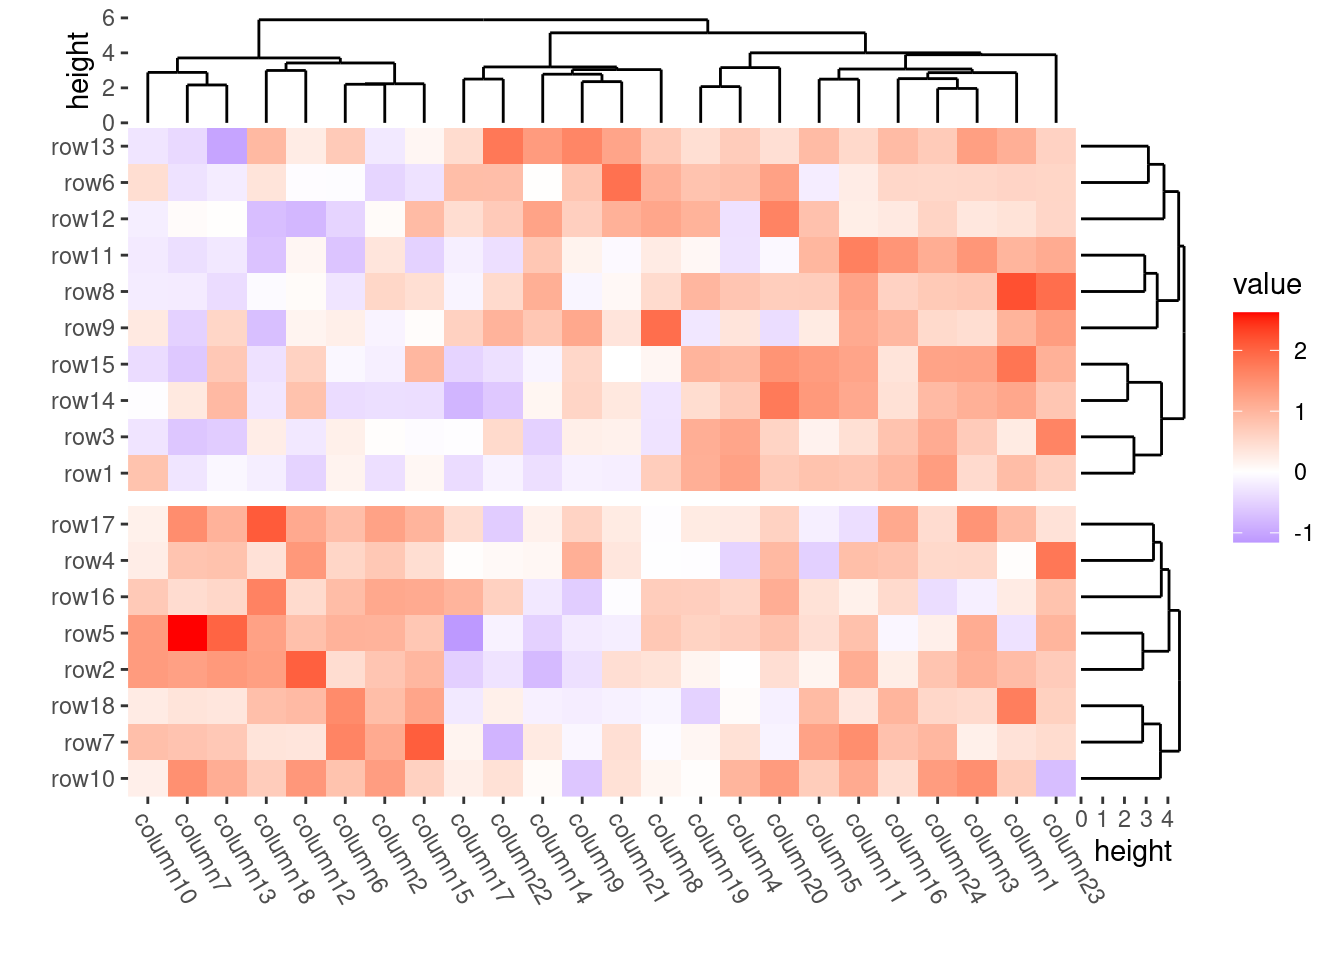 6
4
2
0
height
row13
row6
row12
row11
row8
row9
row15
row14
row3
row1
row17
row4
row16
row5
row2
row18
row7
row10
column10
column7
column13
column18
column12
column6
column2
column15
column17
column22
column14
column9
column21
column8
column19
column4
column20
column5
column11
column16
column24
column3
column1
column23
0 1 2 3 4
height
value
2
1
0
-1